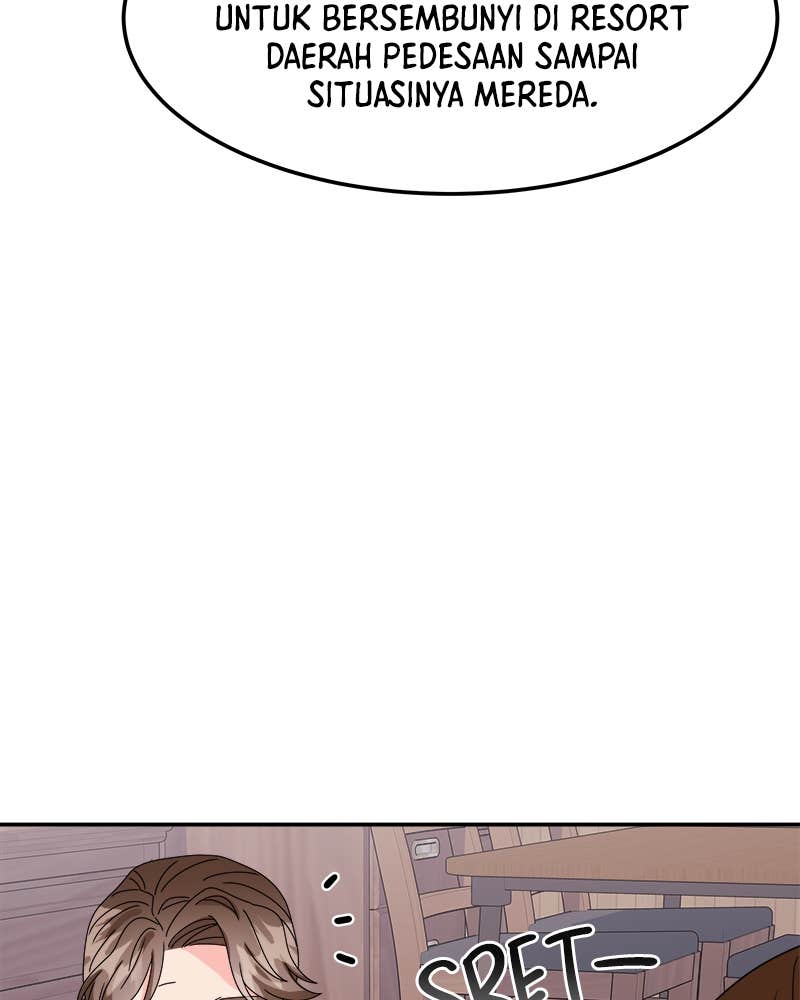 UNTUK BERSEMBUNYI DI RESORT
DAERAH PEDESAAN SAMPAI
SITUASINYA MEREDA.
SRET—